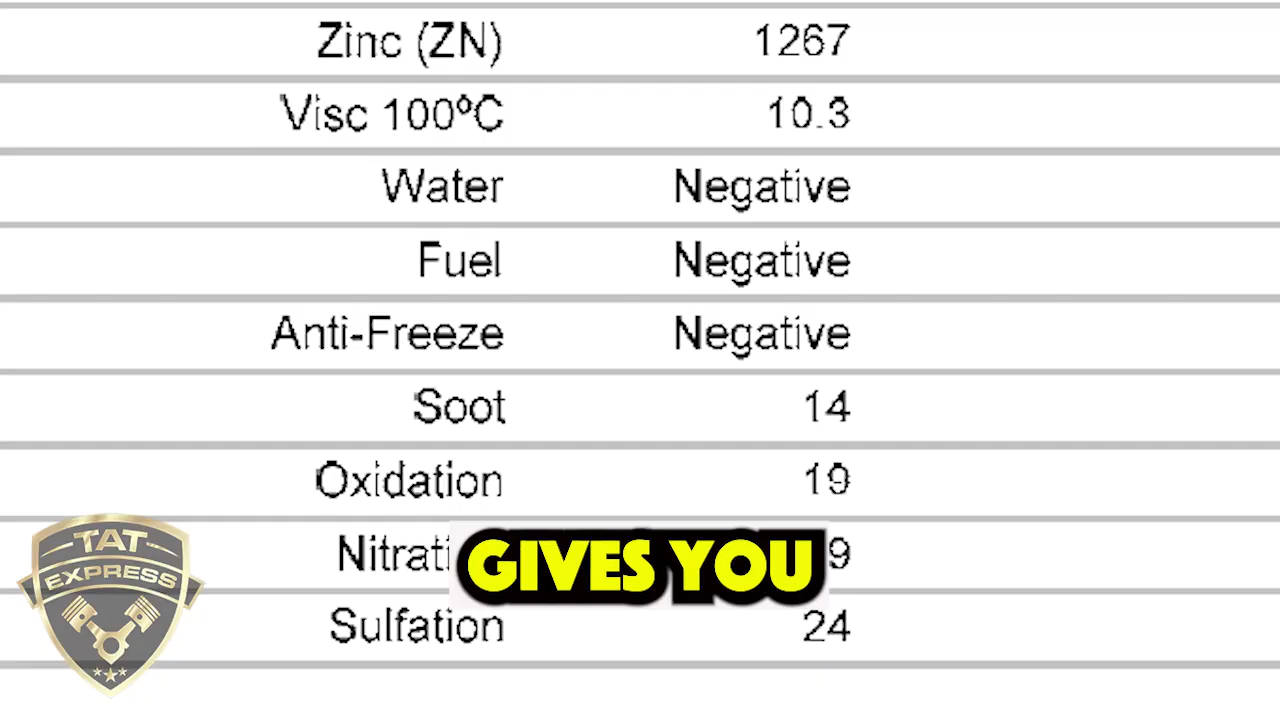 Zinc (ZN) 1267
Visc 100ºC 10.3
Water Negative
Fuel Negative
Anti-Freeze Negative
Soot 14
Oxidation 19
GIVES YOU
Sulfation 24
TAT
EXPRESS